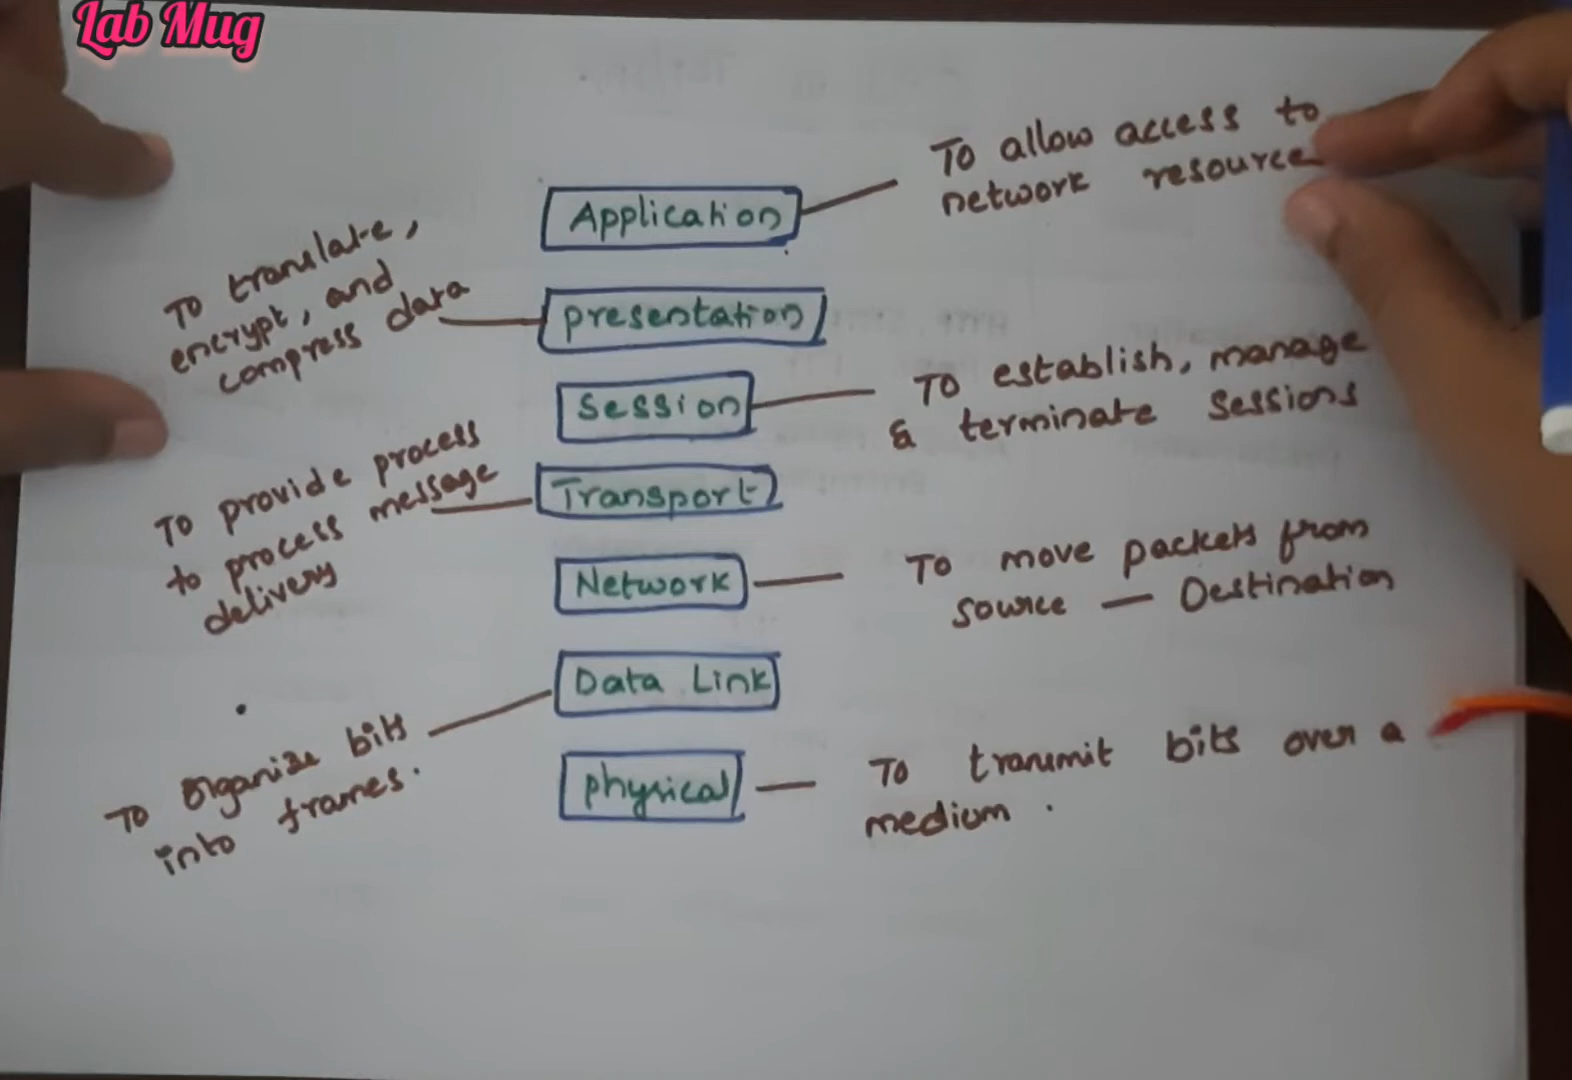 Lab Mug
Application
To allow access to
network resource
presentation
To translate,
encrypt, and
compress data
Session
To establish, manage
& terminate Sessions
Transport
To provide process
to process message
delivery
Network
To move packets from
source — Destination
Data Link
To organize bits
into frames.
physical
To transmit bits over a
medium.